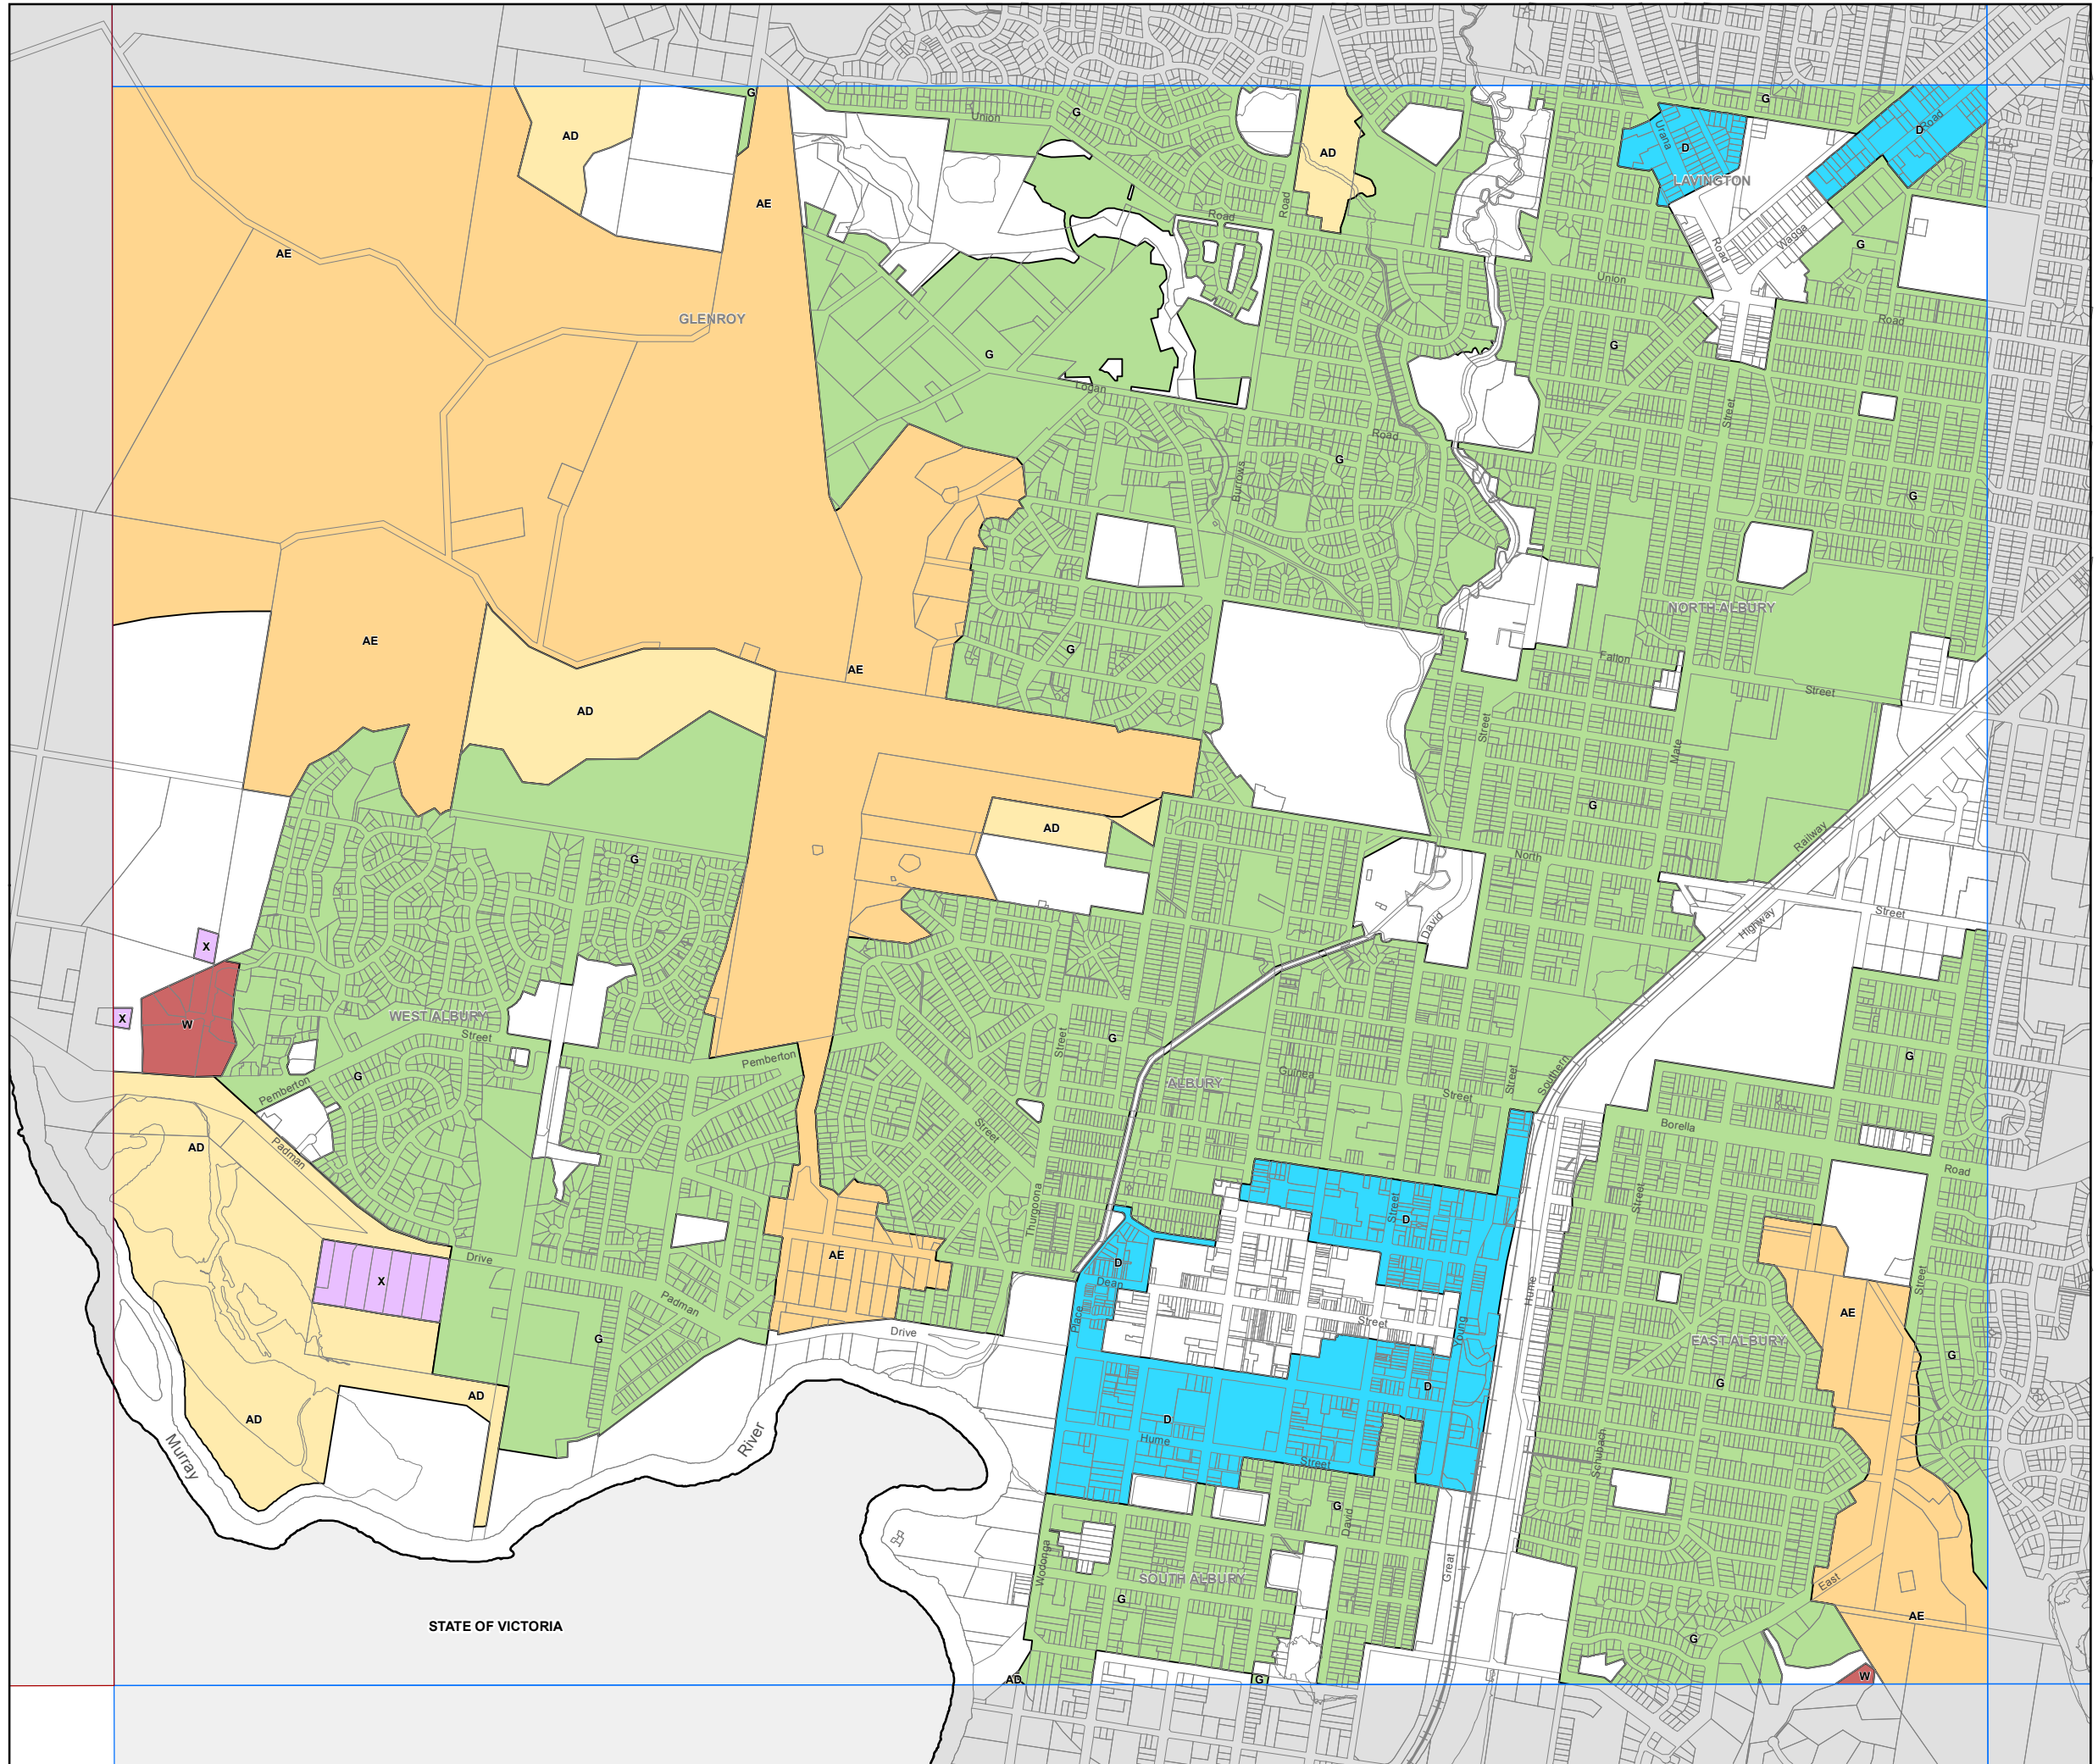 G
G
G
Union
AD
D
Road
AD
Urana
D
LAVINGTON
AE
Road
Road
G
Wagga
Road
AE
Union
GLENROY
Road
G
G
Logan
Street
Road
G
Burrows
G
NORTH ALBURY
AE
G
Fallon
AE
Street
AD
Street
Mate
G
AD
Railway
G
North
Street
David
Highway
X
WEST ALBURY
X
W
Street
G
Street
G
Pemberton
Southern
G
Guinea
ALBURY
Street
Street
Pemberton
Borella
Street
AD
Padman
Road
Thurgoona
Street
Street
D
Drive
AE
D
X
Dean
Street
Hume
Padman
AE
Place
Street
Young
Drive
G
EAST ALBURY
G
D
G
AD
AD
D
River
Hume
Murray
Street
Schubach
G
David
Wodonga
Great
SOUTH ALBURY
East
G
AE
STATE OF VICTORIA
G
AD
G
W